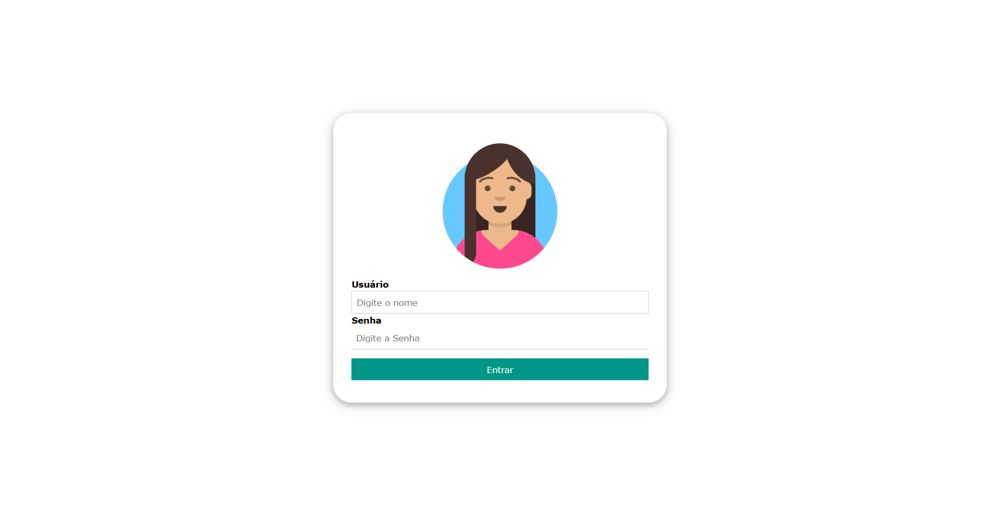 Usuário
Digite o nome
Senha
Digite a Senha
Entrar